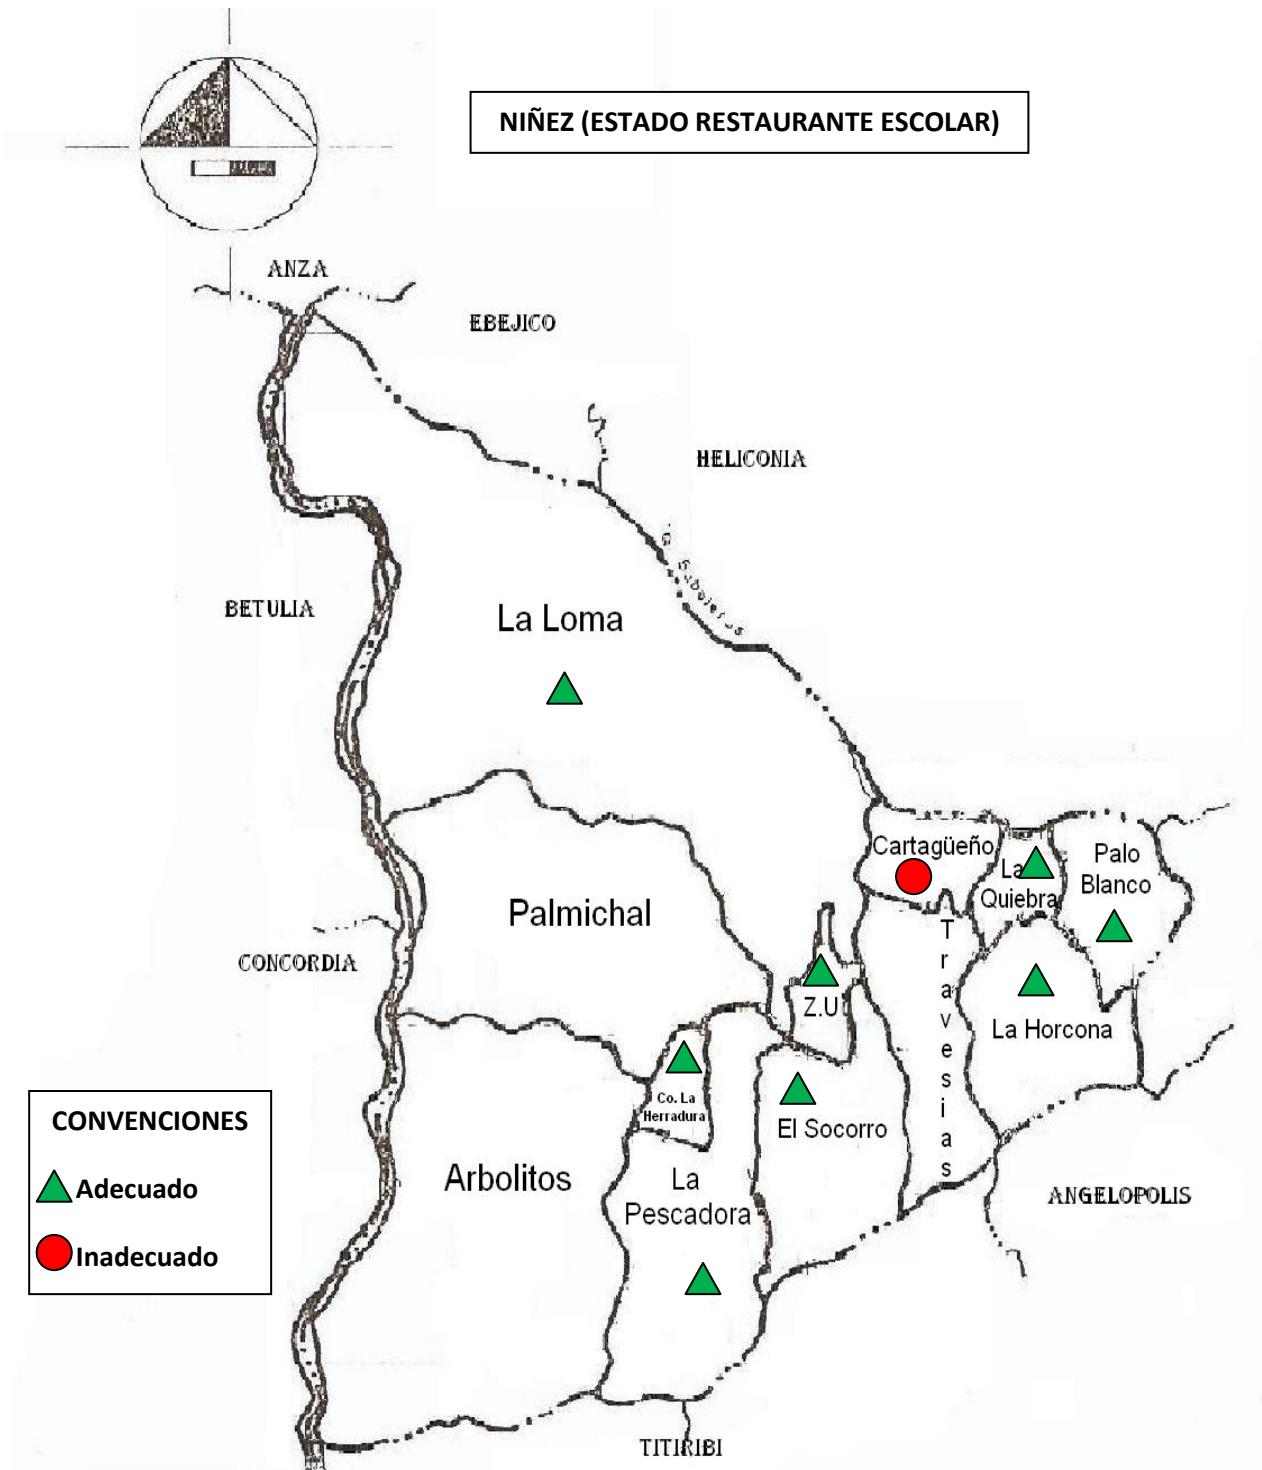 NIÑEZ (ESTADO RESTAURANTE ESCOLAR)
ANZA
EBEJICO
HELICONIA
BETULIA
La Loma
Cartagüeño
La
Quiebra
Palo
Blanco
Palmichal
CONCORDIA
Travesias
Z.U
La Horcona
Co. La
Herradura
El Socorro
CONVENCIONES
Adecuado
Inadecuado
Arbolitos
La
Pescadora
ANGELOPOLIS
TITIRIBI